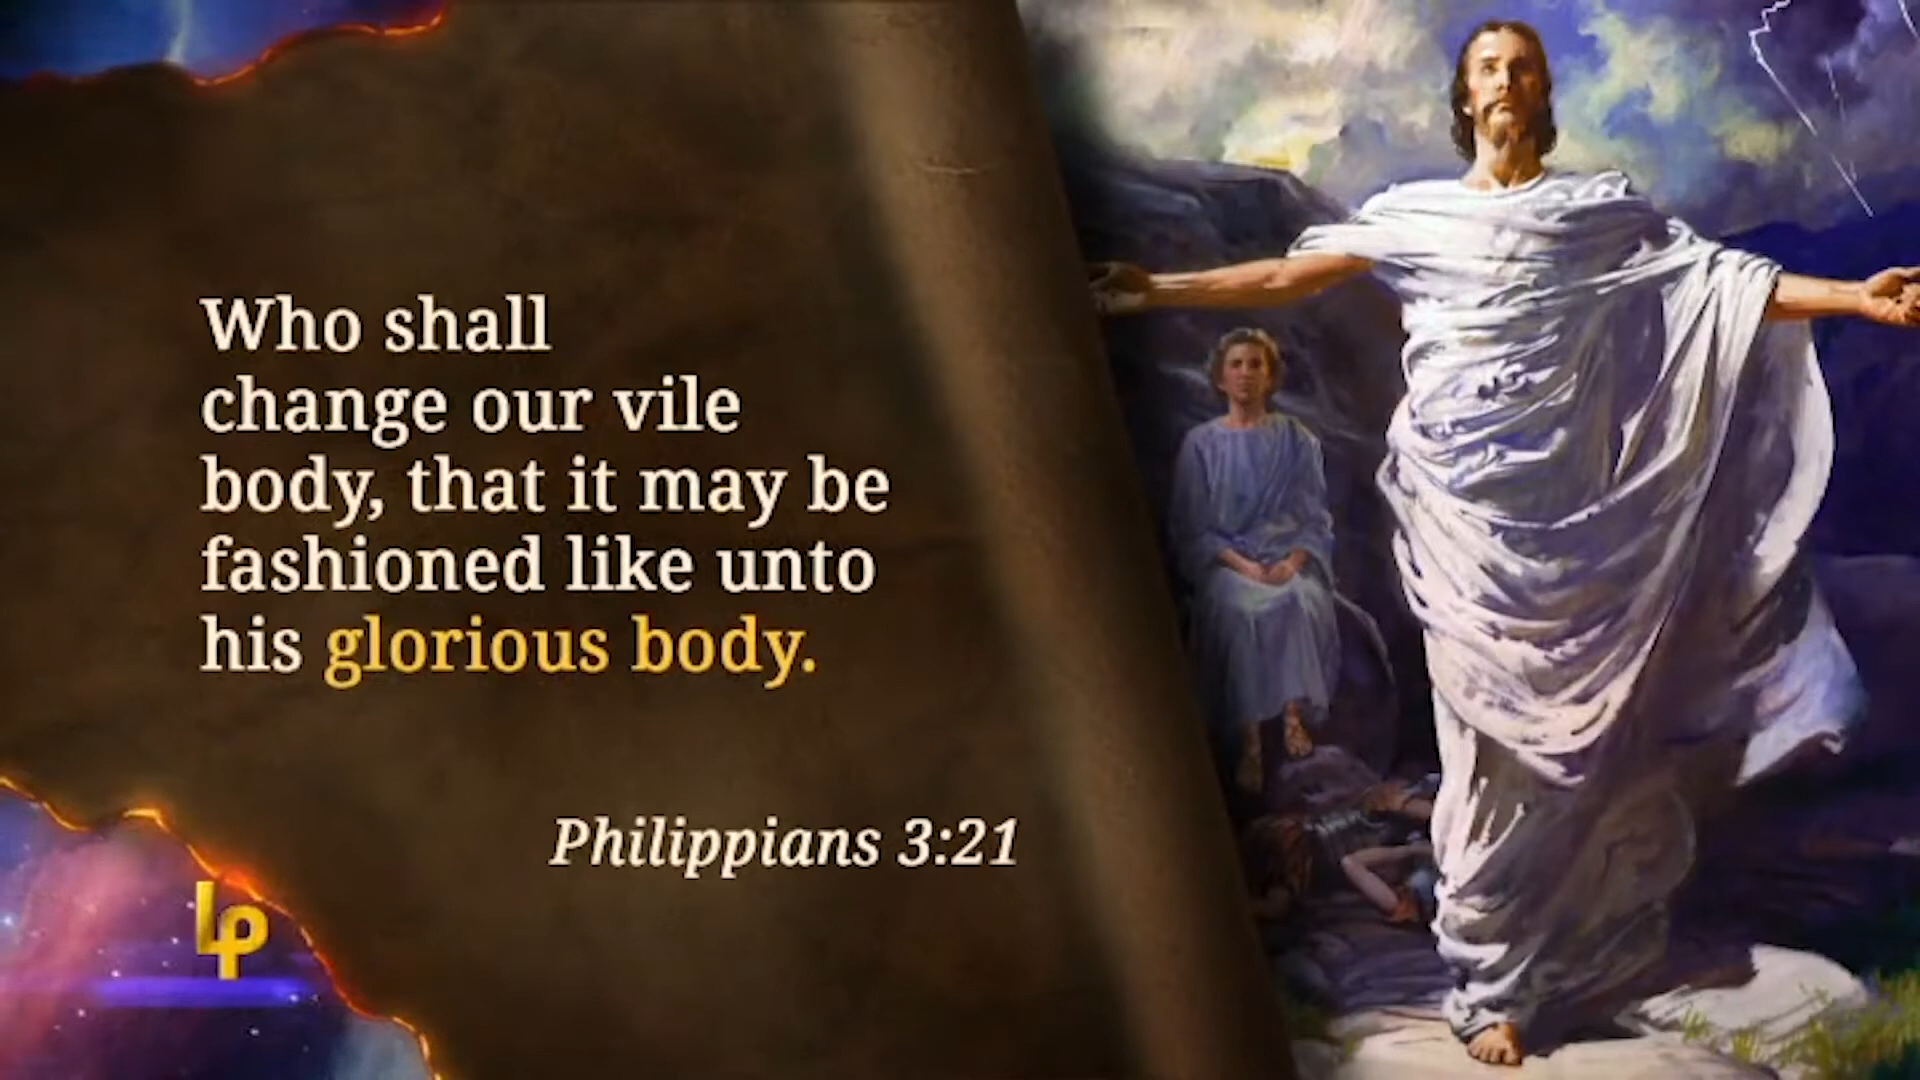 Who shall
change our vile
body, that it may be
fashioned like unto
his glorious body.
Philippians 3:21
LP